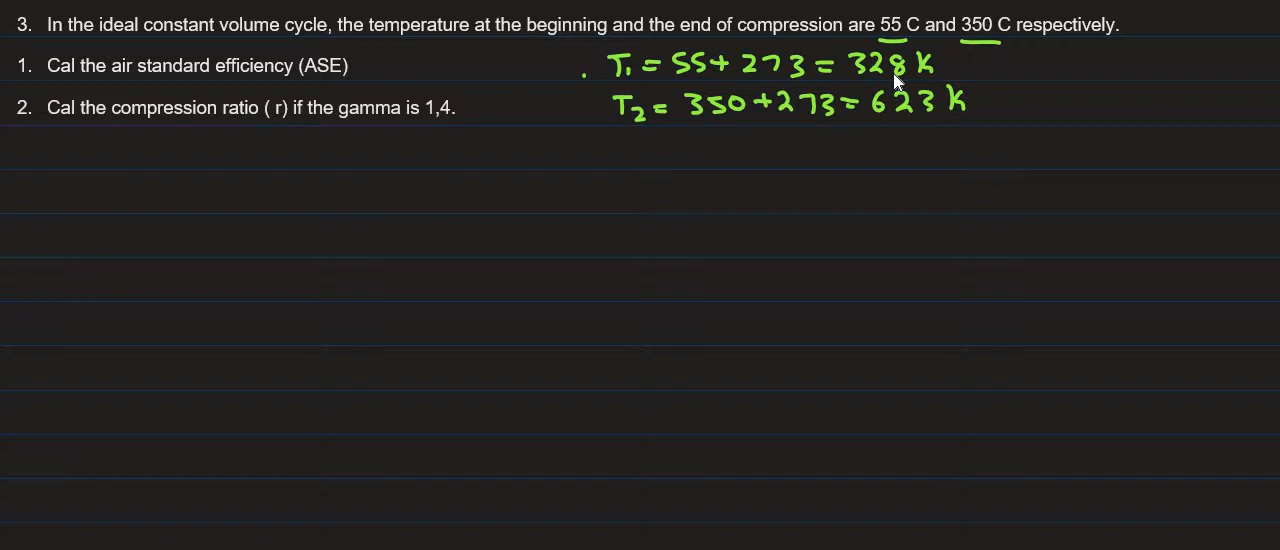 3. In the ideal constant volume cycle, the temperature at the beginning and the end of compression are 55 C and 350 C respectively.
1. Cal the air standard efficiency (ASE)
T₁ = 55 + 273 = 328 K
2. Cal the compression ratio ( r) if the gamma is 1,4.
T₂ = 350 + 273 = 623 K